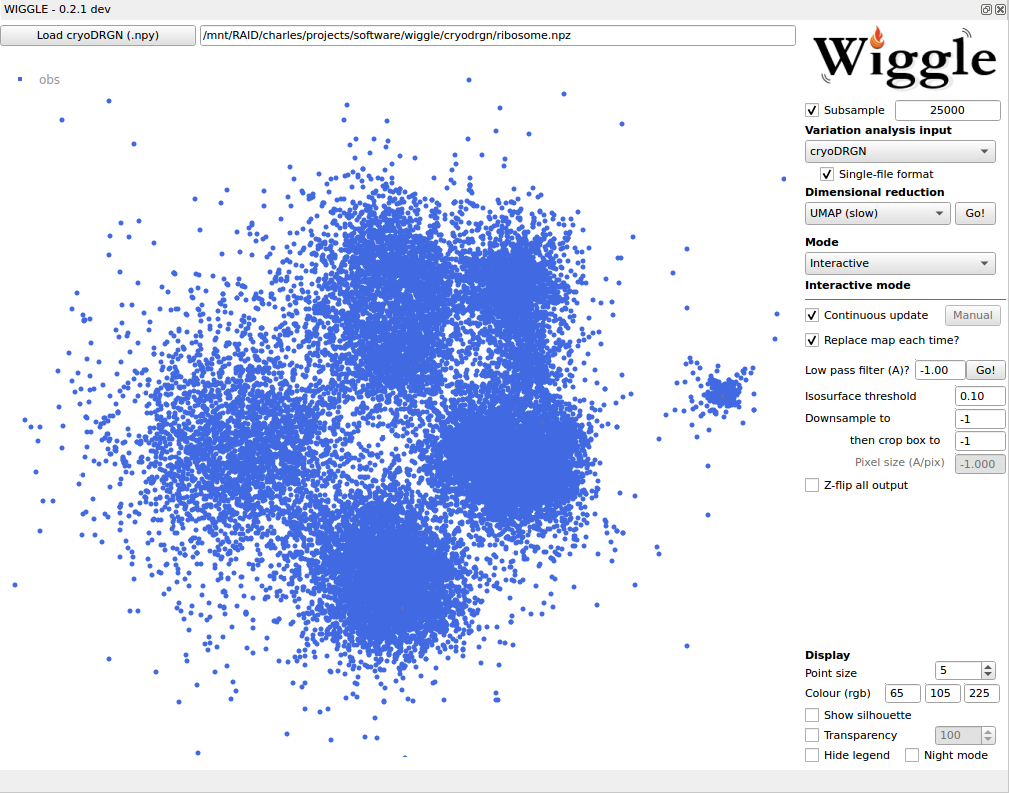 WIGGLE - 0.2.1 dev
Load cryoDRGN (.npy)
/mnt/RAID/charles/projects/software/wiggle/cryodrgn/ribosome.npz
obs
Wiggle
Subsample 25000
Variation analysis input
cryoDRGN
Single-file format
Dimensional reduction
UMAP (slow) Go!
Mode
Interactive
Interactive mode
Continuous update Manual
Replace map each time?
Low pass filter (A)? -1.00 Go!
Isosurface threshold 0.10
Downsample to -1
then crop box to -1
Pixel size (A/pix) -1.000
Z-flip all output
Display
Point size 5
Colour (rgb) 65 105 225
Show silhouette
Transparency 100
Hide legend Night mode